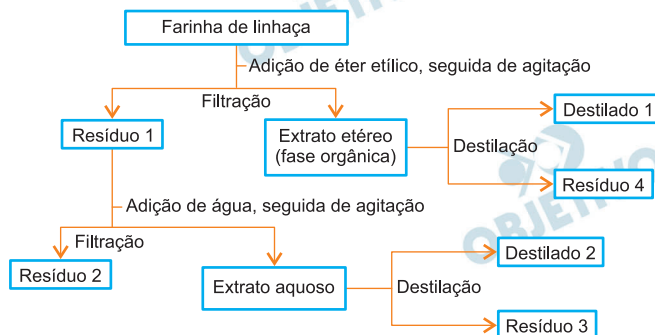 OBJETIVO
Farinha de linhaça
Adição de éter etílico, seguida de agitação
Filtração
Resíduo 1
Extrato etéreo
(fase orgânica)
Destilação
Destilado 1
Resíduo 4
OBJETIVO
Adição de água, seguida de agitação
Filtração
Resíduo 2
Extrato aquoso
Destilação
Destilado 2
Resíduo 3